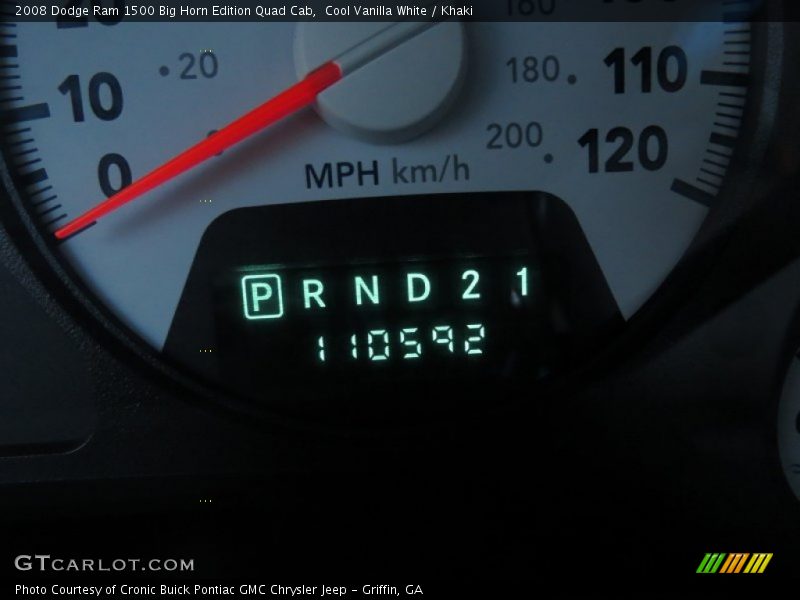 2008 Dodge Ram 1500 Big Horn Edition Quad Cab,  Cool Vanilla White / Khaki
180
10 20 180 110
0 200 120
MPH km/h
P R N D 2 1
110592
GTCARLOT.COM
Photo Courtesy of Cronic Buick Pontiac GMC Chrysler Jeep - Griffin, GA